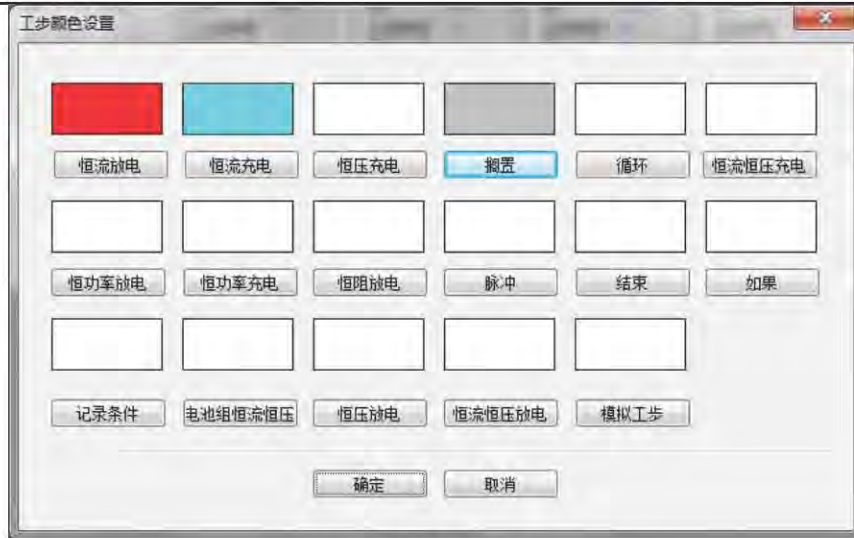 工步颜色设置
恒流放电 恒流充电 恒压充电 搁置 循环 恒流恒压充电
恒功率放电 恒功率充电 恒阻放电 脉冲 结束 如果
记录条件 电池组恒流恒压 恒压放电 恒流恒压放电 模拟工步
确定 取消